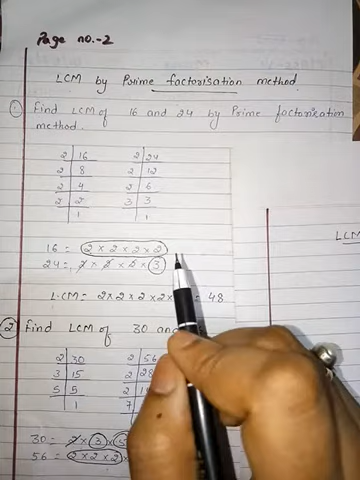 Page no.-2
LCM by Prime factorisation method
① find LCM of 16 and 24 by Prime factorisation
method.
2 | 16 2 | 24
2 | 8 2 | 12
2 | 4 2 | 6
2 | 2 3 | 3
1 1
16 = 2 × 2 × 2 × 2
24 = 2 × 2 × 2 × 3
L.CM = 2×2×2×2× = 48
② find LCM of 30 and
2 | 30 2 | 56
3 | 15 2 | 28
5 | 5 2 | 14
1 7
30 = 2 × 3 × 5
56 = 2 × 2 × 2
LCM